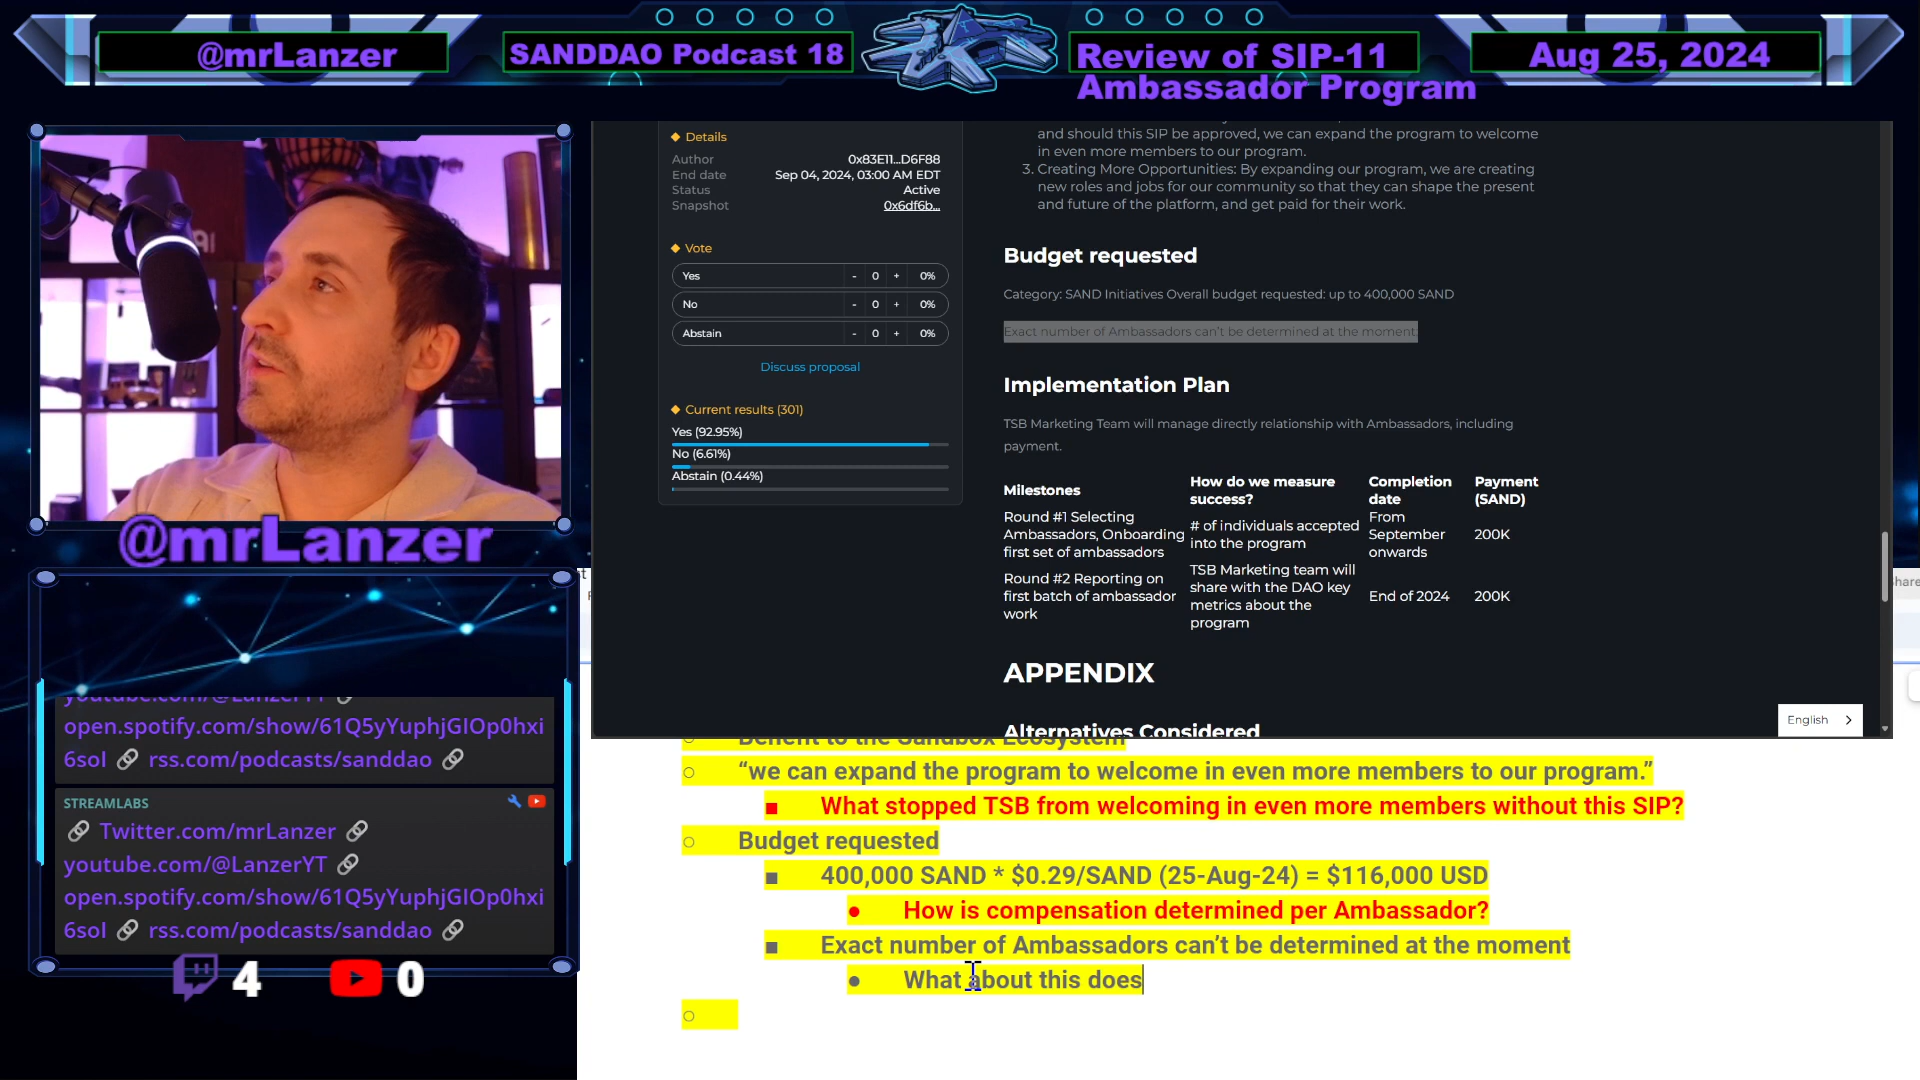 @mrLanzer
SANDDAO Podcast 18
Review of SIP-11
Ambassador Program
Aug 25, 2024
Details
Author 0x83E11...D6F88
End date Sep 04, 2024, 03:00 AM EDT
Status Active
Snapshot 0x6df6b...
Vote
Yes - 0 + 0%
No - 0 + 0%
Abstain - 0 + 0%
Discuss proposal
Current results (301)
Yes (92.95%)
No (6.61%)
Abstain (0.44%)
and should this SIP be approved, we can expand the program to welcome
in even more members to our program.
3. Creating More Opportunities: By expanding our program, we are creating
new roles and jobs for our community so that they can shape the present
and future of the platform, and get paid for their work.
Budget requested
Category: SAND Initiatives Overall budget requested: up to 400,000 SAND
Exact number of Ambassadors can't be determined at the moment.
Implementation Plan
TSB Marketing Team will manage directly relationship with Ambassadors, including
payment.
Milestones
How do we measure
success?
Completion
date
Payment
(SAND)
Round #1 Selecting
Ambassadors, Onboarding
first set of ambassadors
# of individuals accepted
into the program
From
September
onwards
200K
Round #2 Reporting on
first batch of ambassador
work
TSB Marketing team will
share with the DAO key
metrics about the
program
End of 2024
200K
APPENDIX
Alternatives Considered
English
@mrLanzer
youtube.com/@LanzerYT
open.spotify.com/show/61Q5yYuphjGIOp0hxi
6sol rss.com/podcasts/sanddao
STREAMLABS
Twitter.com/mrLanzer
youtube.com/@LanzerYT
open.spotify.com/show/61Q5yYuphjGIOp0hxi
6sol rss.com/podcasts/sanddao
4 0
Benefit to the Sandbox Ecosystem
“we can expand the program to welcome in even more members to our program.”
What stopped TSB from welcoming in even more members without this SIP?
Budget requested
400,000 SAND * $0.29/SAND (25-Aug-24) = $116,000 USD
How is compensation determined per Ambassador?
Exact number of Ambassadors can’t be determined at the moment
What about this does